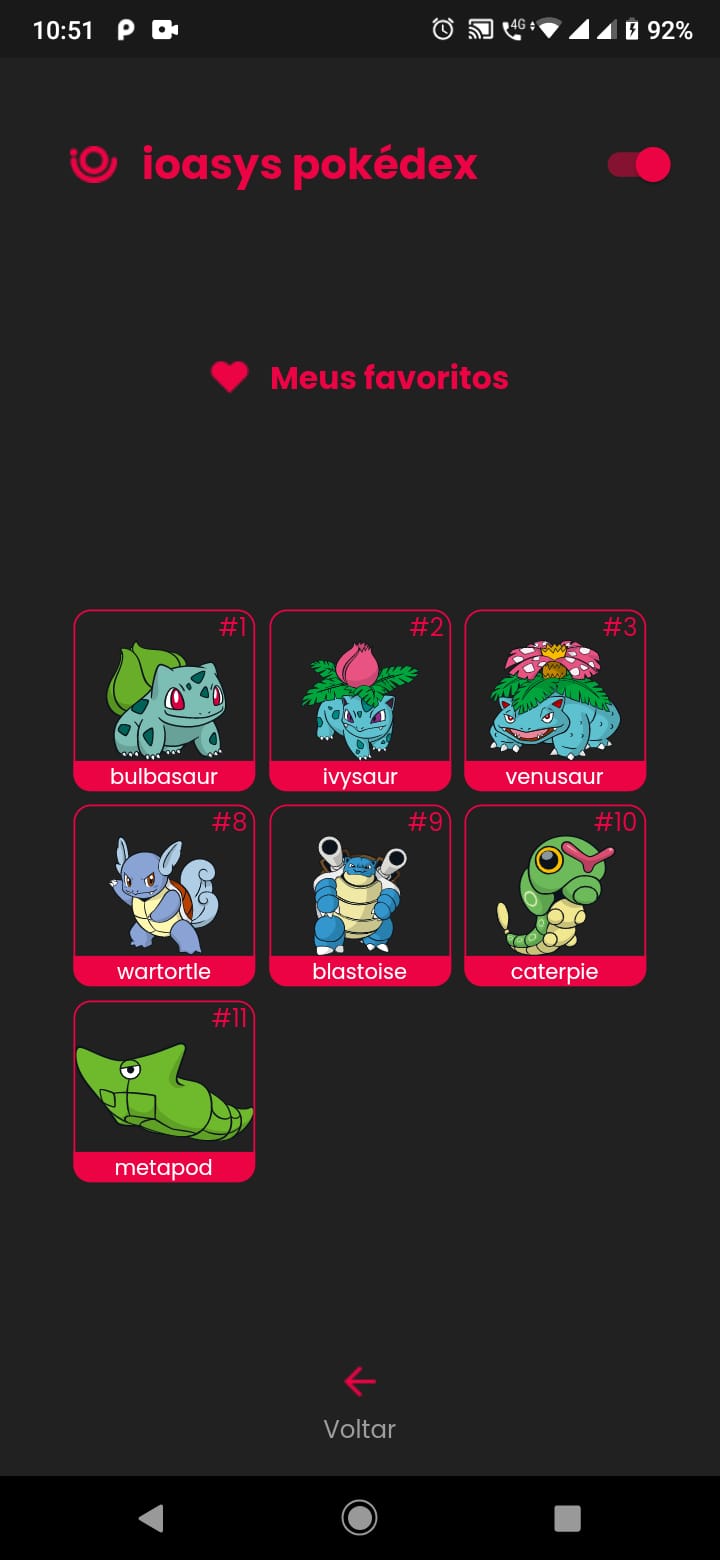 10:51
4G
92%
ioasys pokédex
Meus favoritos
#1
#2
#3
bulbasaur
ivysaur
venusaur
#8
#9
#10
wartortle
blastoise
caterpie
#11
metapod
Voltar